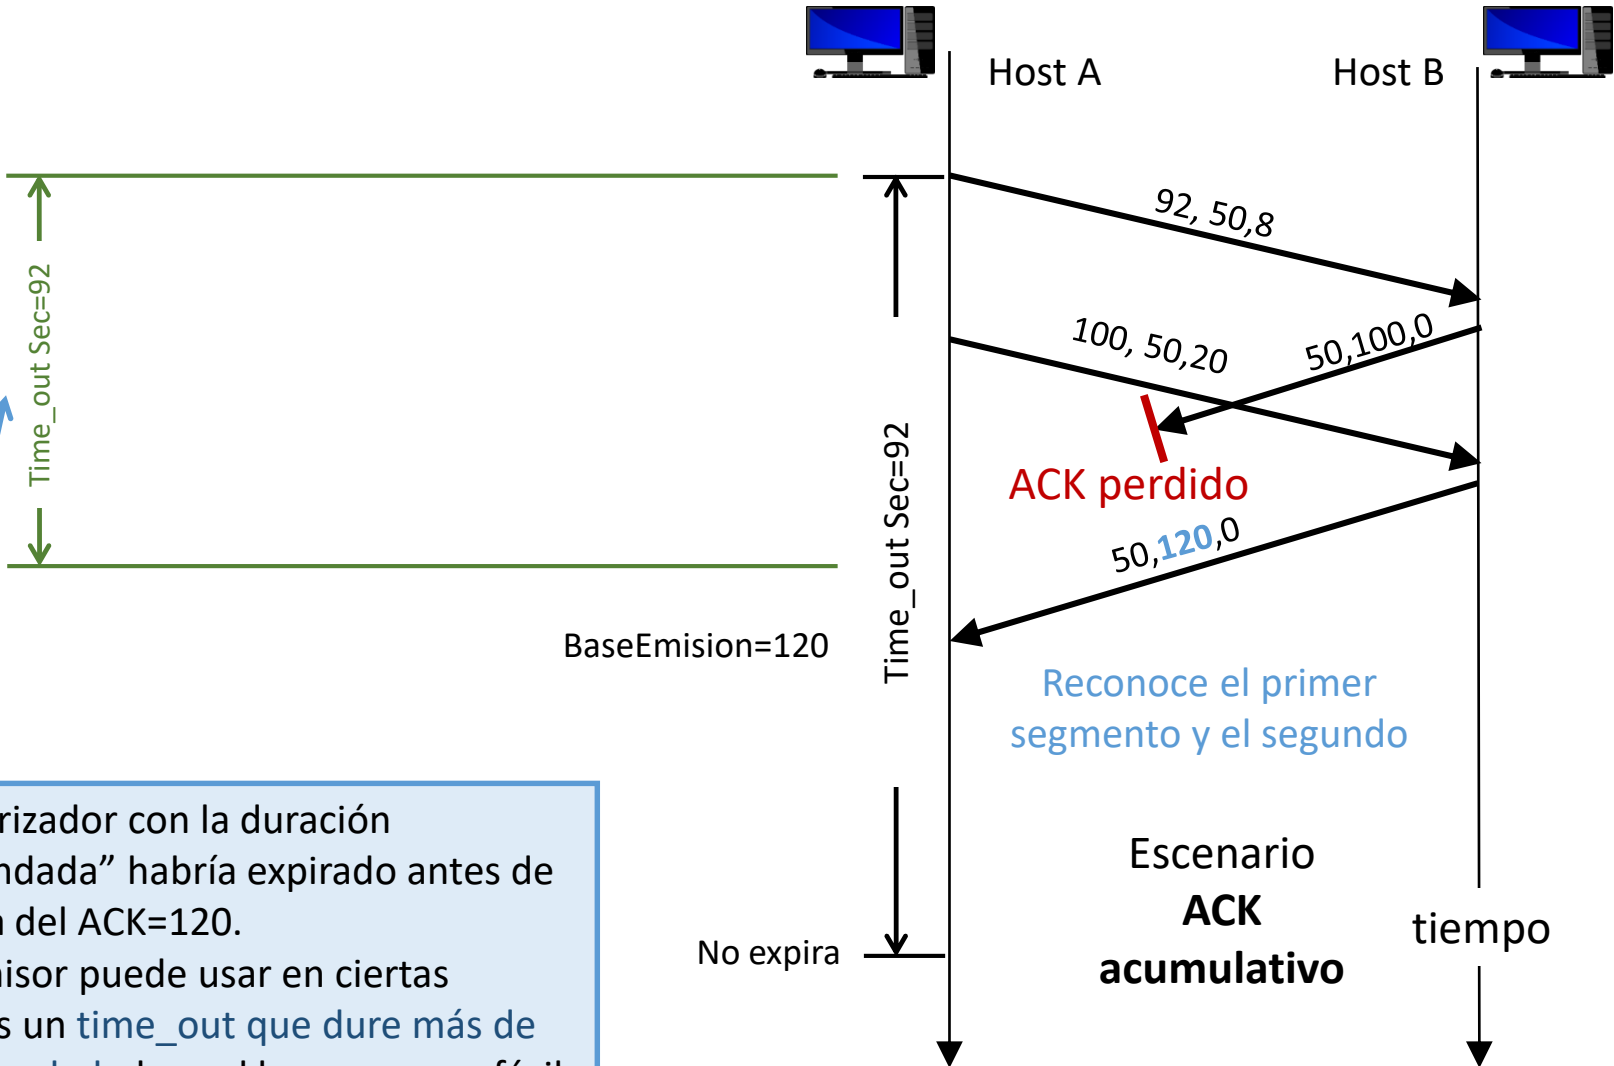 Host A
Host B
92, 50,8
Time_out Sec=92
100, 50,20
50,100,0
Time_out Sec=92
ACK perdido
50,120,0
BaseEmision=120
Reconoce el primer
segmento y el segundo
rizador con la duración
ndada” habría expirado antes de
del ACK=120.
isor puede usar en ciertas
s un time_out que dure más de
Escenario
ACK
acumulativo
tiempo
No expira